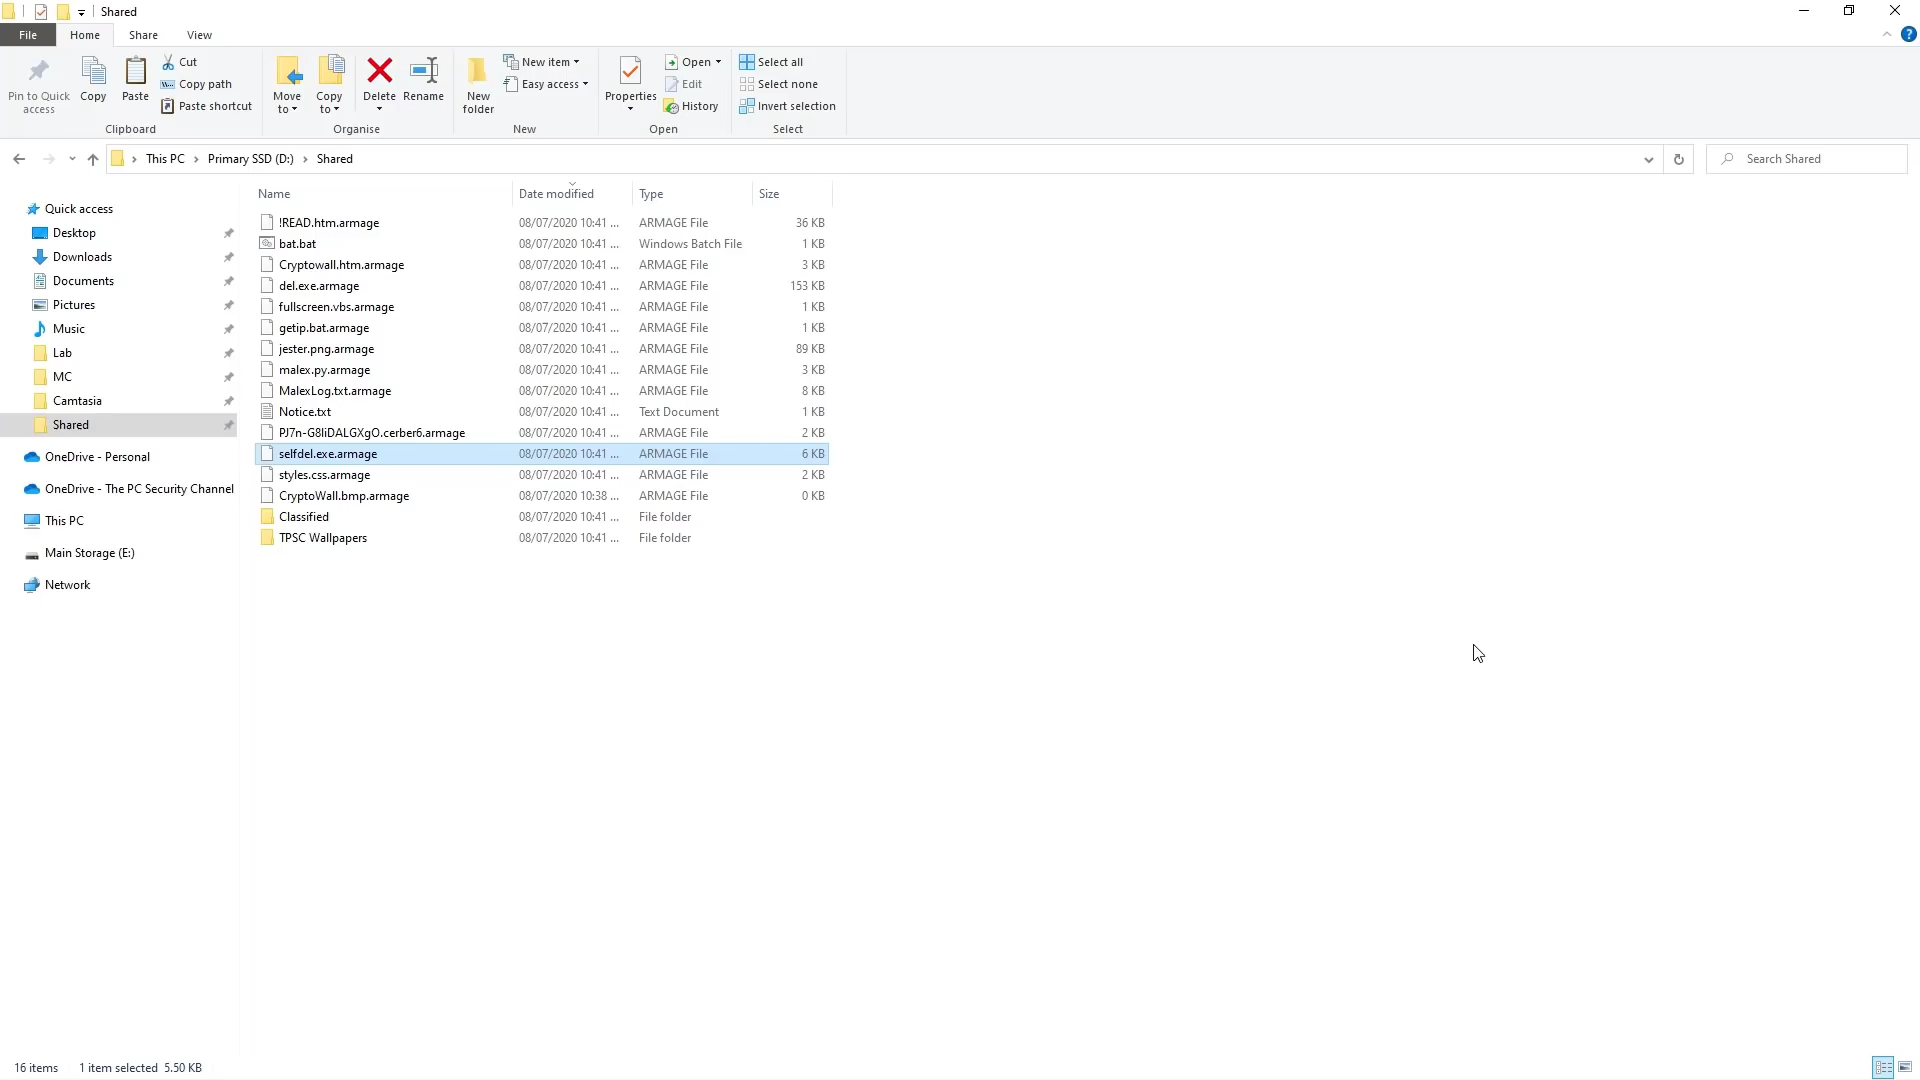 Shared
File Home Share View
Pin to Quick access
Copy
Paste
Cut
Copy path
Paste shortcut
Clipboard
Move to
Copy to
Delete
Rename
Organise
New folder
New item
Easy access
New
Properties
Open
Edit
History
Open
Select all
Select none
Invert selection
Select
This PC > Primary SSD (D:) > Shared
Search Shared
Quick access
Desktop
Downloads
Documents
Pictures
Music
Lab
MC
Camtasia
Shared
OneDrive - Personal
OneDrive - The PC Security Channel
This PC
Main Storage (E:)
Network
Name Date modified Type Size
!READ.htm.armage 08/07/2020 10:41 ... ARMAGE File 36 KB
bat.bat 08/07/2020 10:41 ... Windows Batch File 1 KB
Cryptowall.htm.armage 08/07/2020 10:41 ... ARMAGE File 3 KB
del.exe.armage 08/07/2020 10:41 ... ARMAGE File 153 KB
fullscreen.vbs.armage 08/07/2020 10:41 ... ARMAGE File 1 KB
getip.bat.armage 08/07/2020 10:41 ... ARMAGE File 1 KB
jester.png.armage 08/07/2020 10:41 ... ARMAGE File 89 KB
malex.py.armage 08/07/2020 10:41 ... ARMAGE File 3 KB
MalexLog.txt.armage 08/07/2020 10:41 ... ARMAGE File 8 KB
Notice.txt 08/07/2020 10:41 ... Text Document 1 KB
PJ7n-G8liDALGXgO.cerber6.armage 08/07/2020 10:41 ... ARMAGE File 2 KB
selfdel.exe.armage 08/07/2020 10:41 ... ARMAGE File 6 KB
styles.css.armage 08/07/2020 10:41 ... ARMAGE File 2 KB
CryptoWall.bmp.armage 08/07/2020 10:38 ... ARMAGE File 0 KB
Classified 08/07/2020 10:41 ... File folder
TPSC Wallpapers 08/07/2020 10:41 ... File folder
16 items 1 item selected 5.50 KB